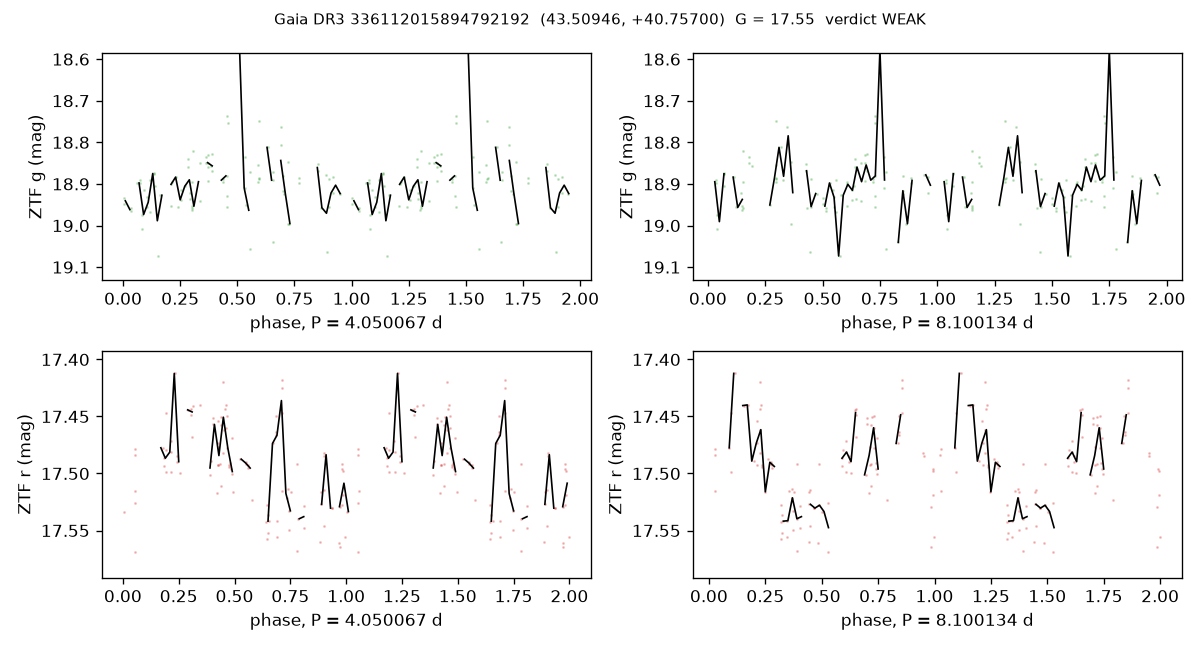 Gaia DR3 336112015894792192 (43.50946, +40.75700) G = 17.55 verdict WEAK
ZTF g (mag)
18.6
18.7
18.8
18.9
19.0
19.1
0.00 0.25 0.50 0.75 1.00 1.25 1.50 1.75 2.00
phase, P = 4.050067 d
ZTF g (mag)
18.6
18.7
18.8
18.9
19.0
19.1
0.00 0.25 0.50 0.75 1.00 1.25 1.50 1.75 2.00
phase, P = 8.100134 d
ZTF r (mag)
17.40
17.45
17.50
17.55
0.00 0.25 0.50 0.75 1.00 1.25 1.50 1.75 2.00
phase, P = 4.050067 d
ZTF r (mag)
17.40
17.45
17.50
17.55
0.00 0.25 0.50 0.75 1.00 1.25 1.50 1.75 2.00
phase, P = 8.100134 d